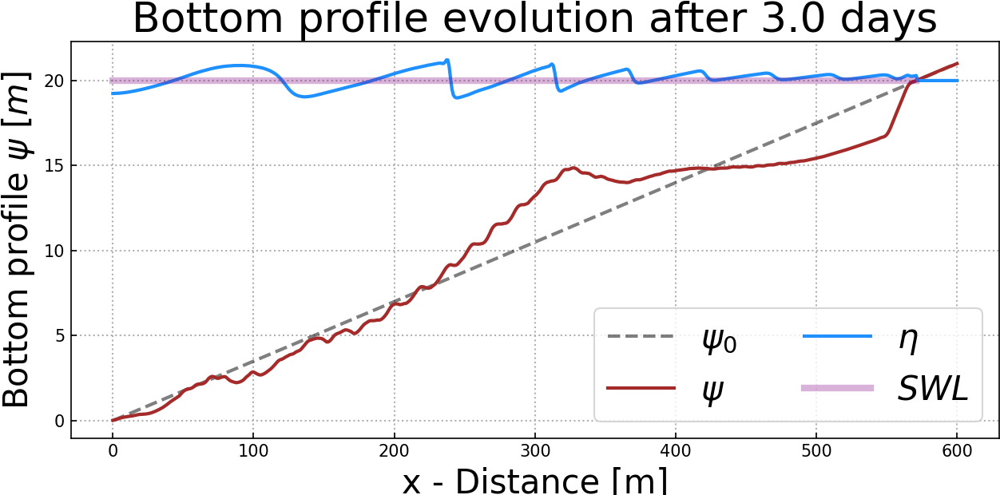 Bottom profile evolution after 3.0 days
Bottom profile ψ [m]
20
15
10
5
0
ψ0
ψ
η
SWL
0 100 200 300 400 500 600
x - Distance [m]